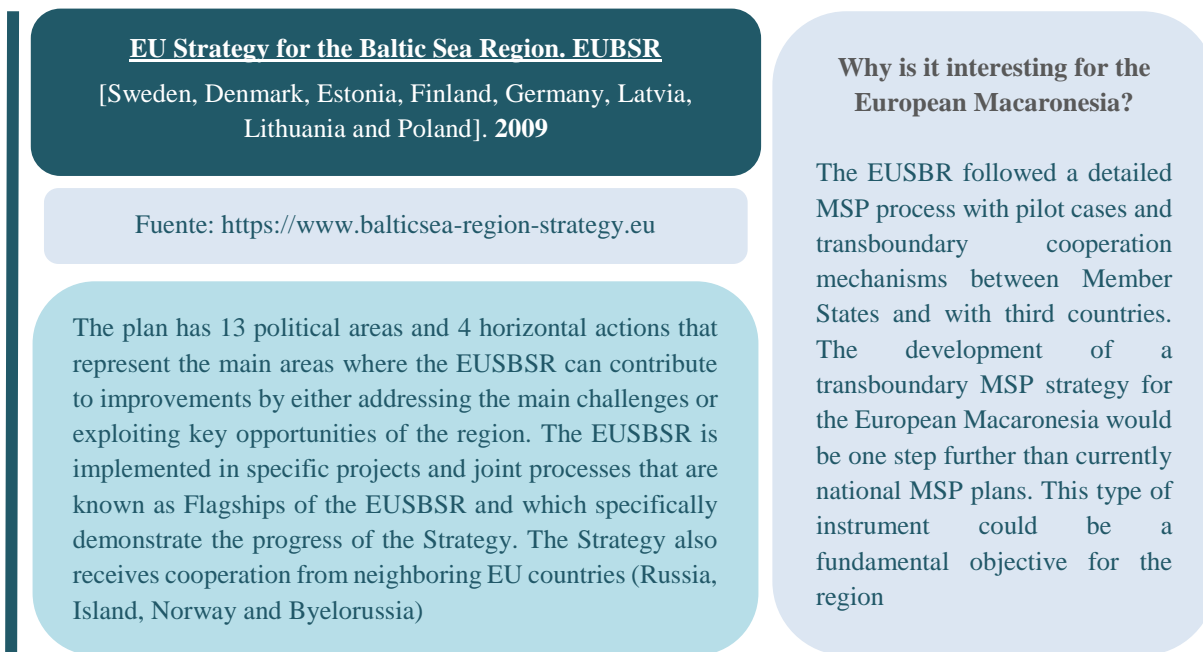 EU Strategy for the Baltic Sea Region. EUBSR
[Sweden, Denmark, Estonia, Finland, Germany, Latvia,
Lithuania and Poland]. 2009
Fuente: https://www.balticsea-region-strategy.eu
The plan has 13 political areas and 4 horizontal actions that
represent the main areas where the EUSBSR can contribute
to improvements by either addressing the main challenges or
exploiting key opportunities of the region. The EUSBSR is
implemented in specific projects and joint processes that are
known as Flagships of the EUSBSR and which specifically
demonstrate the progress of the Strategy. The Strategy also
receives cooperation from neighboring EU countries (Russia,
Island, Norway and Byelorussia)
Why is it interesting for the
European Macaronesia?
The EUSBR followed a detailed
MSP process with pilot cases and
transboundary cooperation
mechanisms between Member
States and with third countries.
The development of a
transboundary MSP strategy for
the European Macaronesia would
be one step further than currently
national MSP plans. This type of
instrument could be a
fundamental objective for the
region